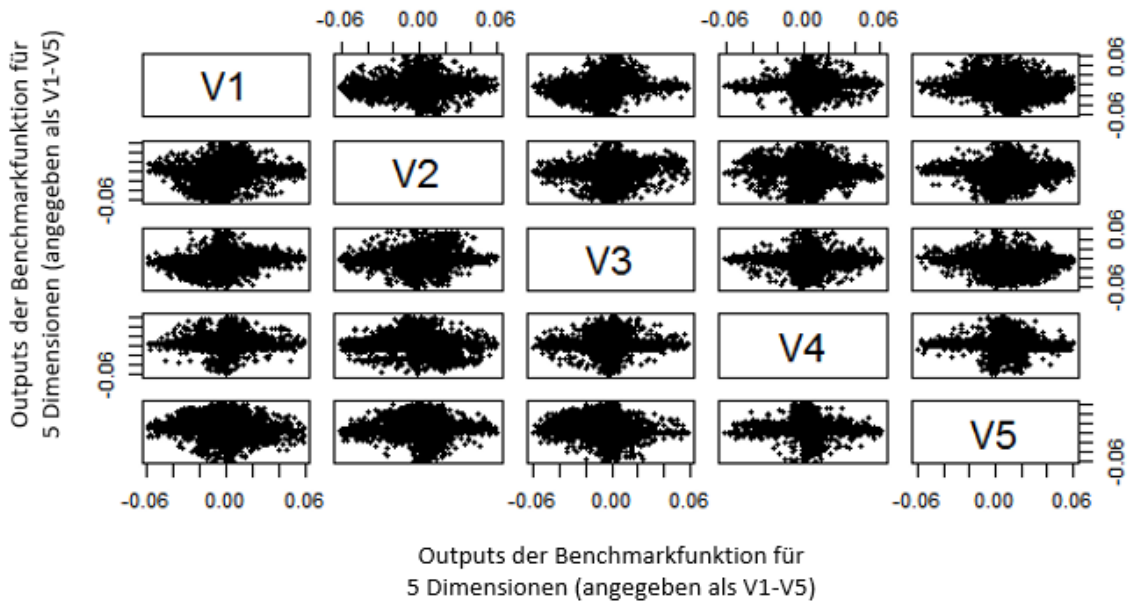 -0.06 0.00 0.06 -0.06 0.00 0.06
Outputs der Benchmarkfunktion für
5 Dimensionen (angegeben als V1-V5)
V1
-0.06 0.06
V2
-0.06
V3
-0.06 0.06
V4
-0.06
V5
-0.06
-0.06 0.00 0.06 -0.06 0.00 0.06 -0.06 0.00 0.06
Outputs der Benchmarkfunktion für
5 Dimensionen (angegeben als V1-V5)